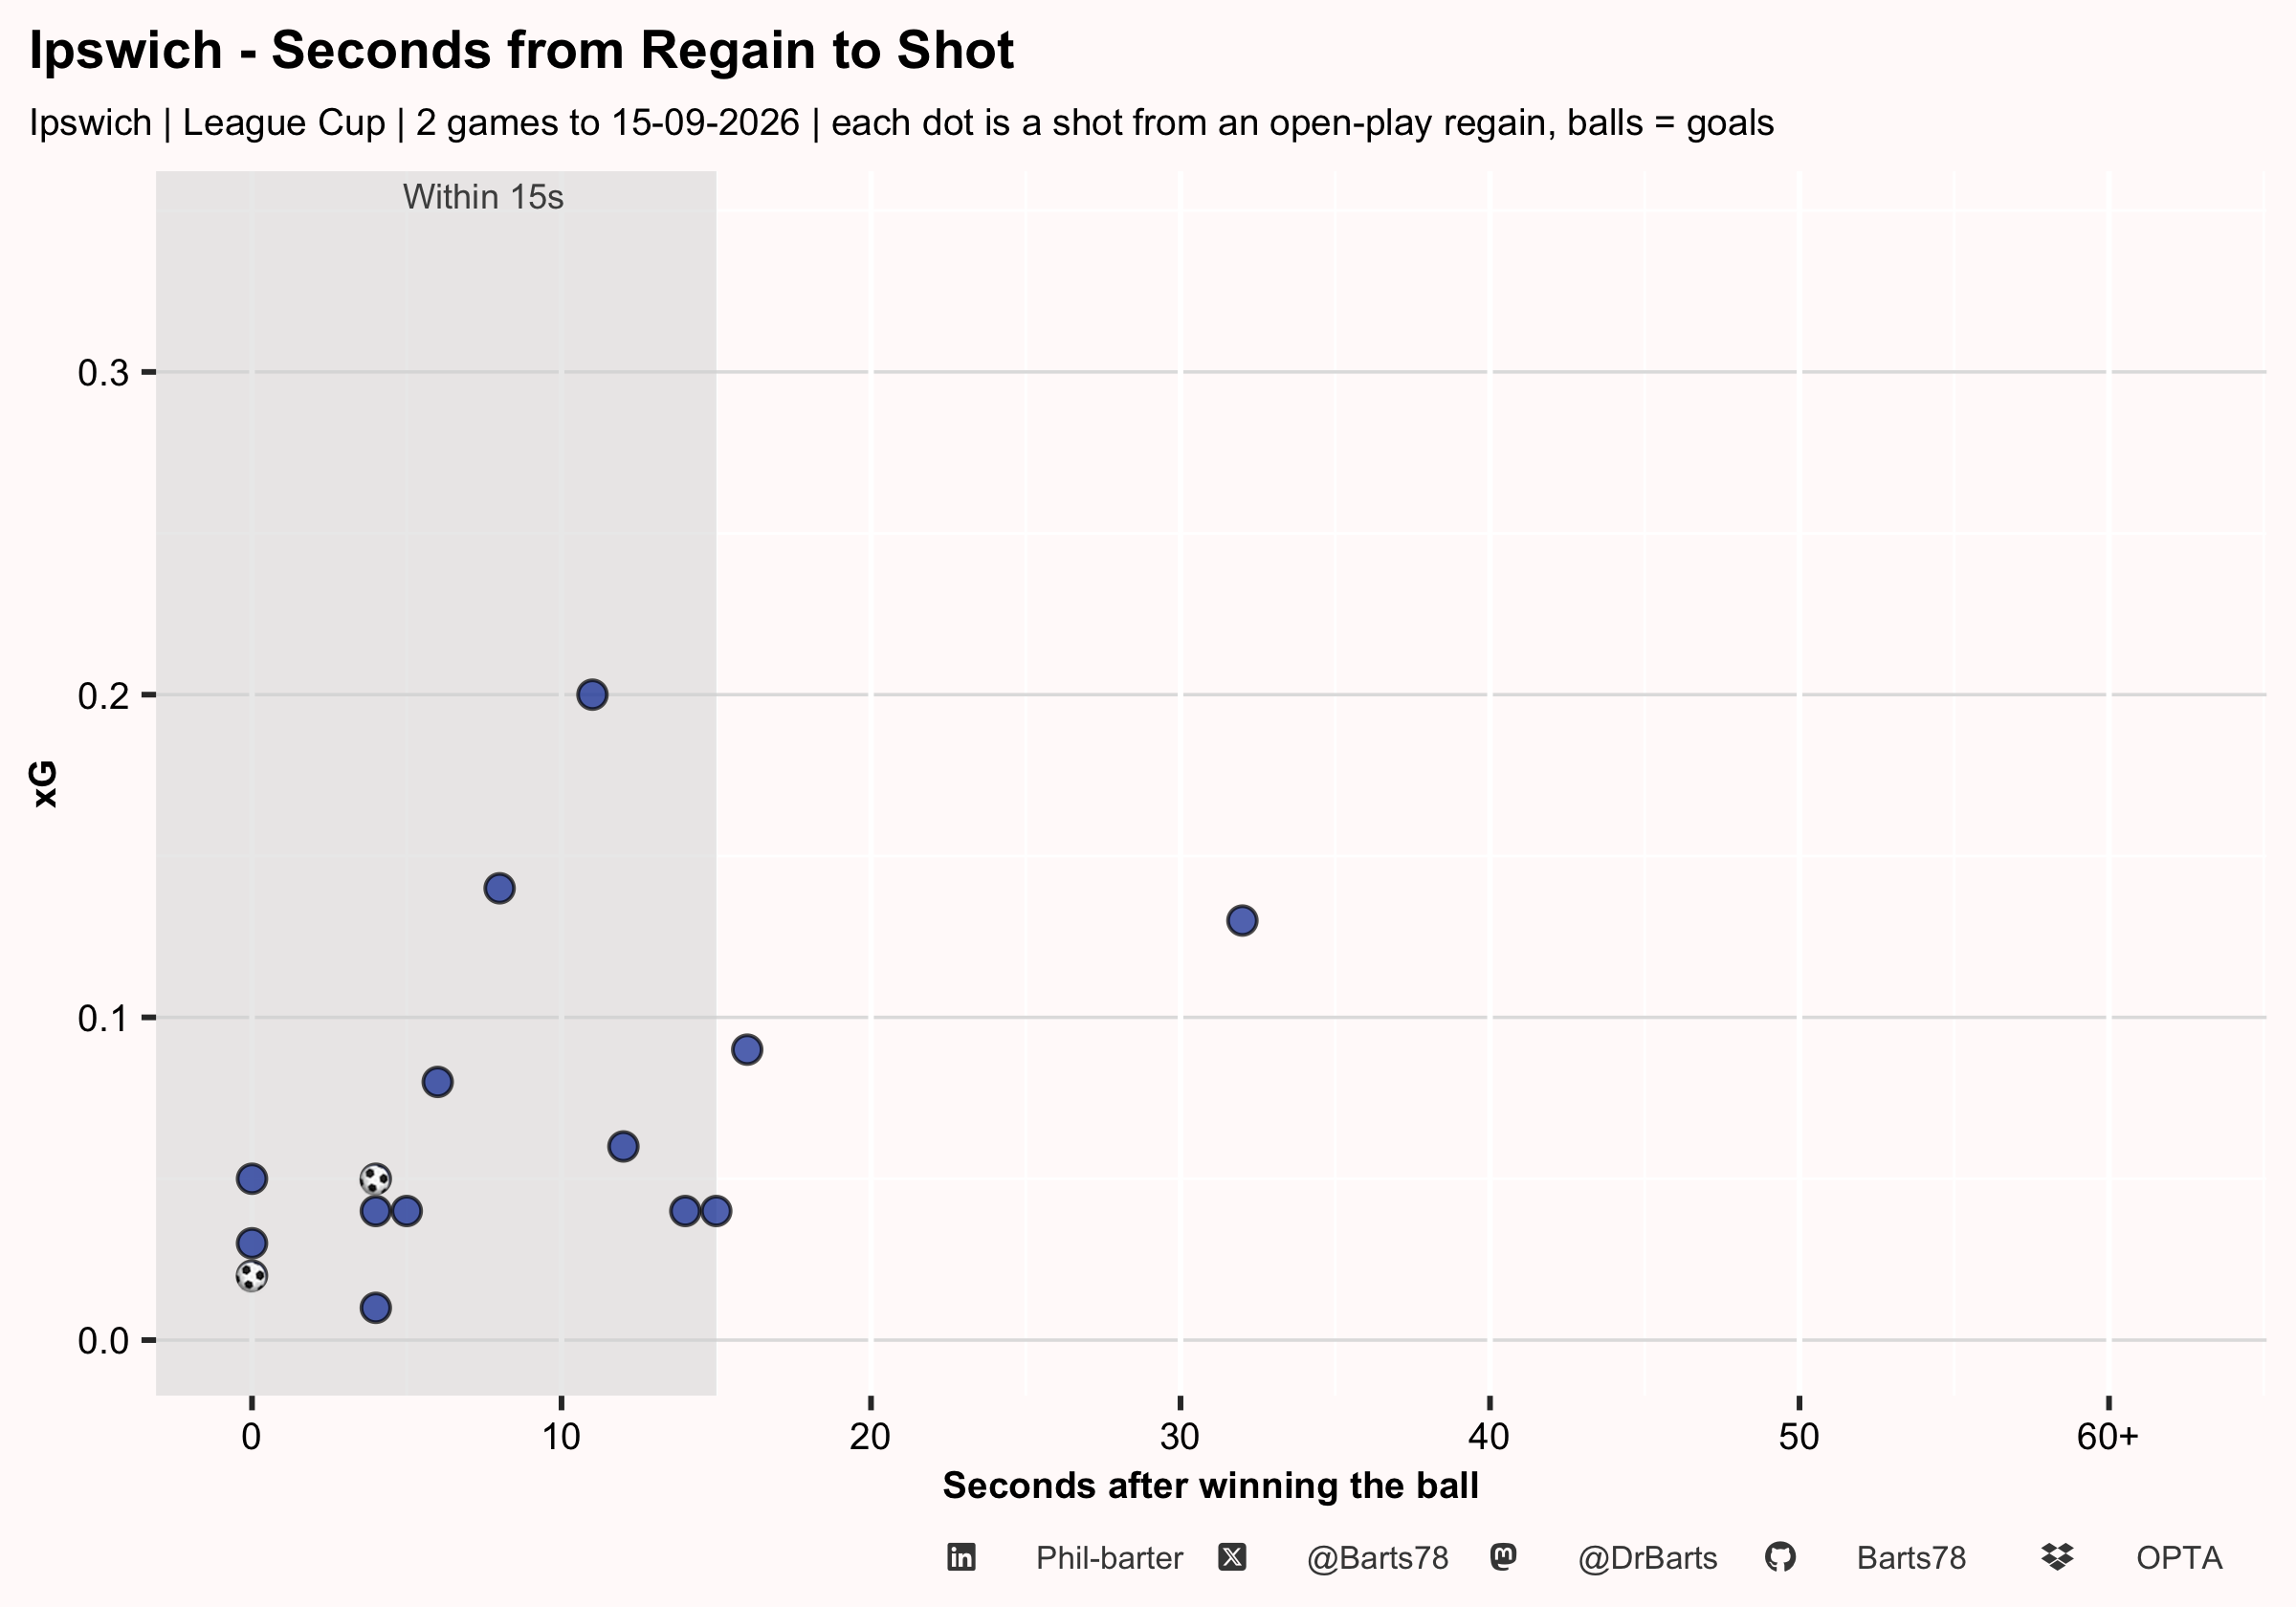 Ipswich - Seconds from Regain to Shot
Ipswich | League Cup | 2 games to 15-09-2026 | each dot is a shot from an open-play regain, balls = goals
Within 15s
0.3
0.2
xG
0.1
0.0
0 10 20 30 40 50 60+
Seconds after winning the ball
Phil-barter @Barts78 @DrBarts Barts78 OPTA